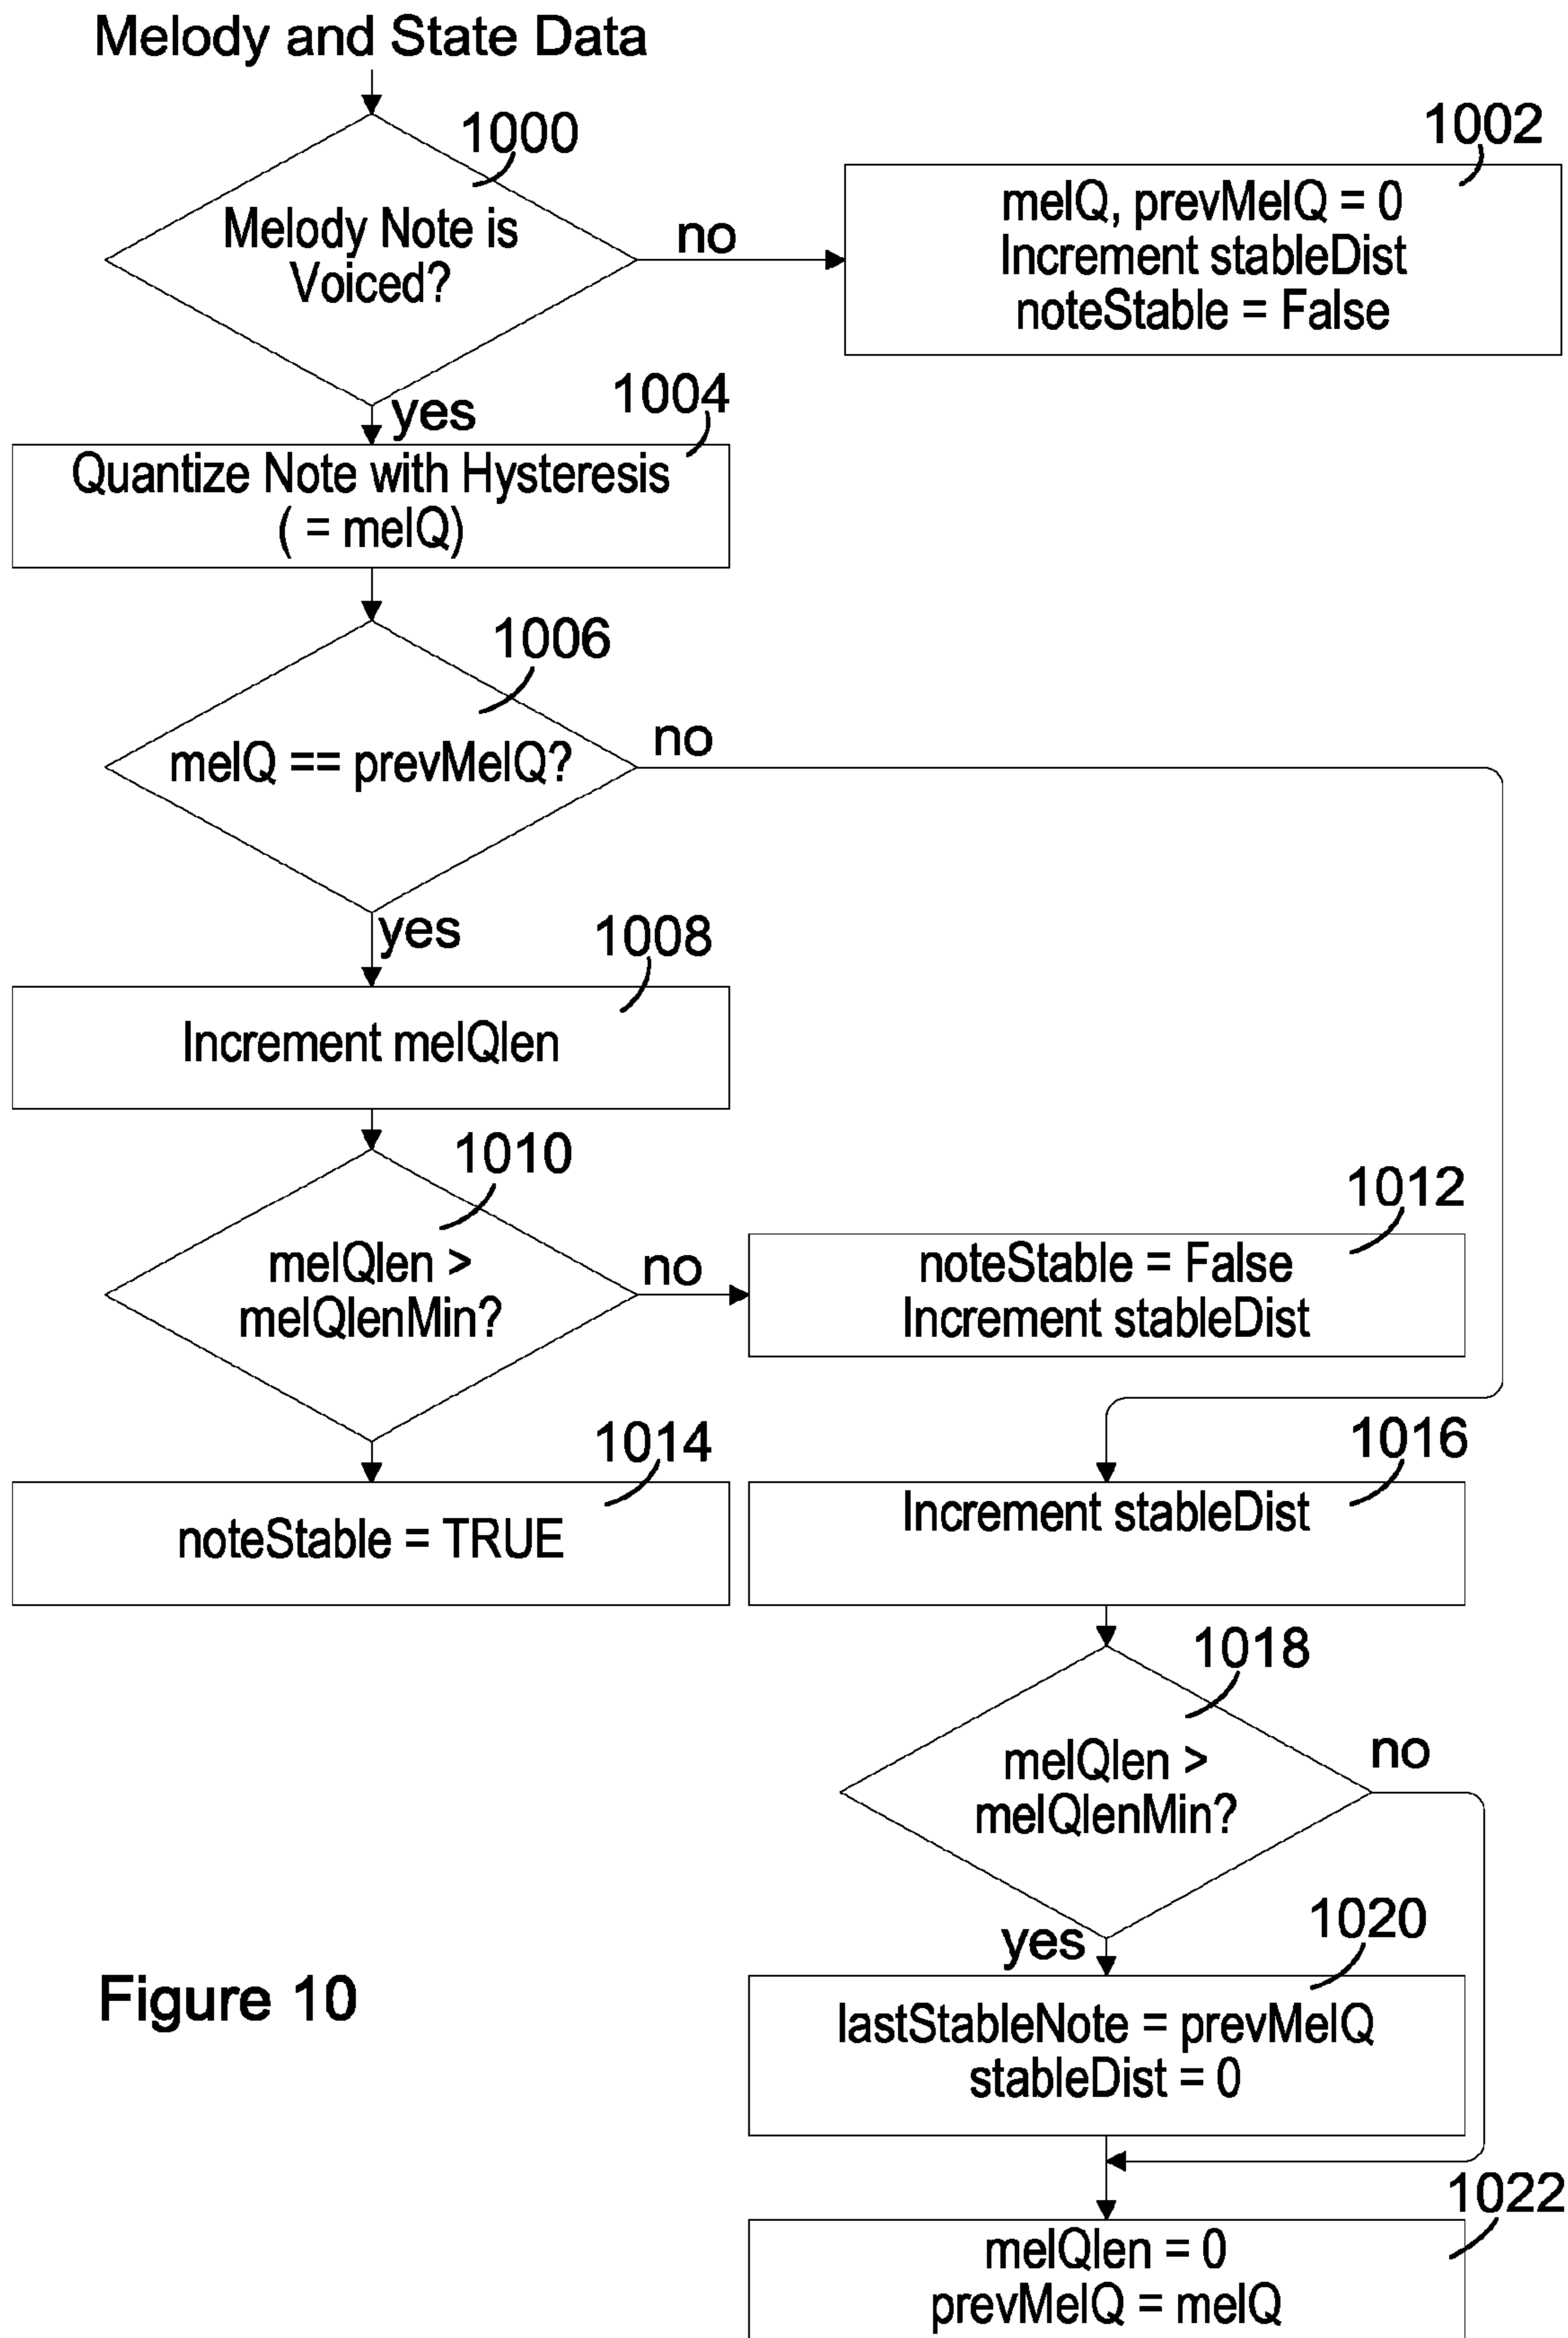 Melody and State Data
1000
Melody Note is
Voiced?
no
1002
melQ, prevMelQ = 0
Increment stableDist
noteStable = False
yes
1004
Quantize Note with Hysteresis
( = melQ)
1006
melQ == prevMelQ?
no
yes
1008
Increment melQlen
1010
melQlen >
melQlenMin?
no
1012
noteStable = False
Increment stableDist
1014
noteStable = TRUE
1016
Increment stableDist
1018
melQlen >
melQlenMin?
no
yes
1020
lastStableNote = prevMelQ
stableDist = 0
1022
melQlen = 0
prevMelQ = melQ
Figure 10